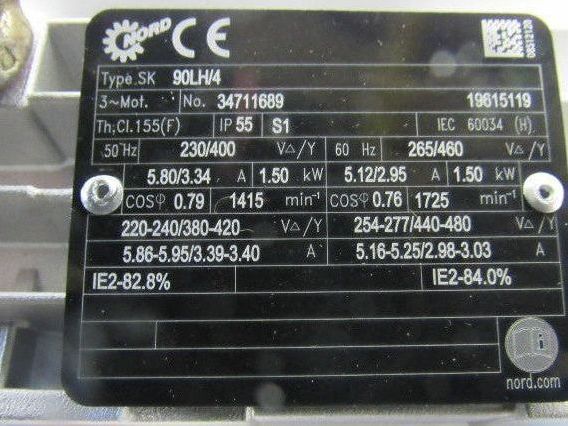 NORD CE
08512120
Type SK 90LH/4
3~Mot. No. 34711689 19615119
Th.Cl.155(F) IP 55 S1 IEC 60034 (H)
50 Hz 230/400 V△/Y 60 Hz 265/460 V△/Y
5.80/3.34 A 1.50 kW 5.12/2.95 A 1.50 kW
COSφ 0.79 1415 min⁻¹ COSφ 0.76 1725 min⁻¹
220-240/380-420 V△/Y 254-277/440-480 V△/Y
5.86-5.95/3.39-3.40 A 5.16-5.25/2.98-3.03 A
IE2-82.8% IE2-84.0%
i
nord.com